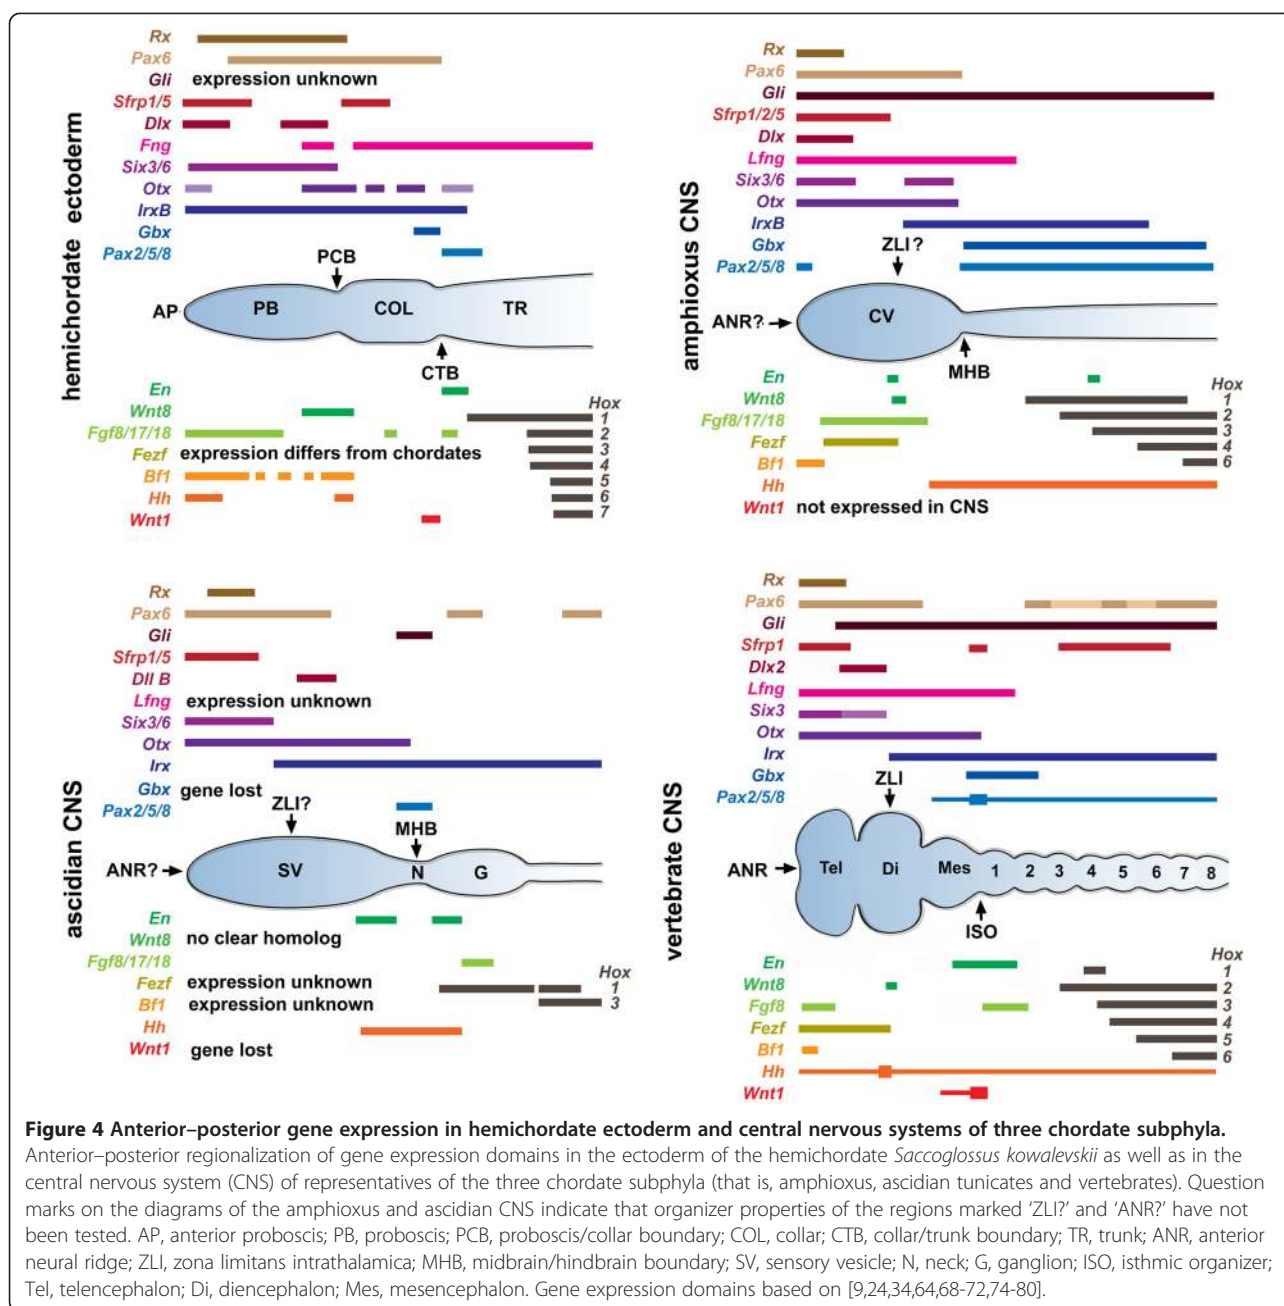 hemichordate ectoderm
Rx
Pax6
Gli expression unknown
Sfrp1/5
Dlx
Fng
Six3/6
Otx
IrxB
Gbx
Pax2/5/8
PCB
AP PB COL TR
CTB
En
Wnt8 Hox
Fgf8/17/18 1
2
Fezf expression differs from chordates 3
4
Bf1 5
Hh 6
Wnt1 7
amphioxus CNS
Rx
Pax6
Gli
Sfrp1/2/5
Dlx
Lfng
Six3/6
Otx
IrxB
Gbx ZLI?
Pax2/5/8
ANR? CV
MHB
En Hox
Wnt8 1
Fgf8/17/18 2
3
Fezf 4
Bf1 6
Hh
Wnt1 not expressed in CNS
ascidian CNS
Rx
Pax6
Gli
Sfrp1/5
Dll B
Lfng expression unknown
Six3/6
Otx
Irx
Gbx gene lost
Pax2/5/8
ZLI? MHB
ANR? SV N G
En
Wnt8 no clear homolog
Fgf8/17/18
Hox
Fezf expression unknown 1
Bf1 expression unknown 3
Hh
Wnt1 gene lost
vertebrate CNS
Rx
Pax6
Gli
Sfrp1
Dlx2
Lfng
Six3
Otx
Irx
Gbx ZLI
Pax2/5/8
ANR Tel Di Mes 1 2 3 4 5 6 7 8
ISO
En Hox
1
Wnt8 2
Fgf8 3
Fezf 4
5
Bf1 6
Hh
Wnt1
Figure 4 Anterior–posterior gene expression in hemichordate ectoderm and central nervous systems of three chordate subphyla.
Anterior–posterior regionalization of gene expression domains in the ectoderm of the hemichordate Saccoglossus kowalevskii as well as in the
central nervous system (CNS) of representatives of the three chordate subphyla (that is, amphioxus, ascidian tunicates and vertebrates). Question
marks on the diagrams of the amphioxus and ascidian CNS indicate that organizer properties of the regions marked ‘ZLI?’ and ‘ANR?’ have not
been tested. AP, anterior proboscis; PB, proboscis; PCB, proboscis/collar boundary; COL, collar; CTB, collar/trunk boundary; TR, trunk; ANR, anterior
neural ridge; ZLI, zona limitans intrathalamica; MHB, midbrain/hindbrain boundary; SV, sensory vesicle; N, neck; G, ganglion; ISO, isthmic organizer;
Tel, telencephalon; Di, diencephalon; Mes, mesencephalon. Gene expression domains based on [9,24,34,64,68-72,74-80].